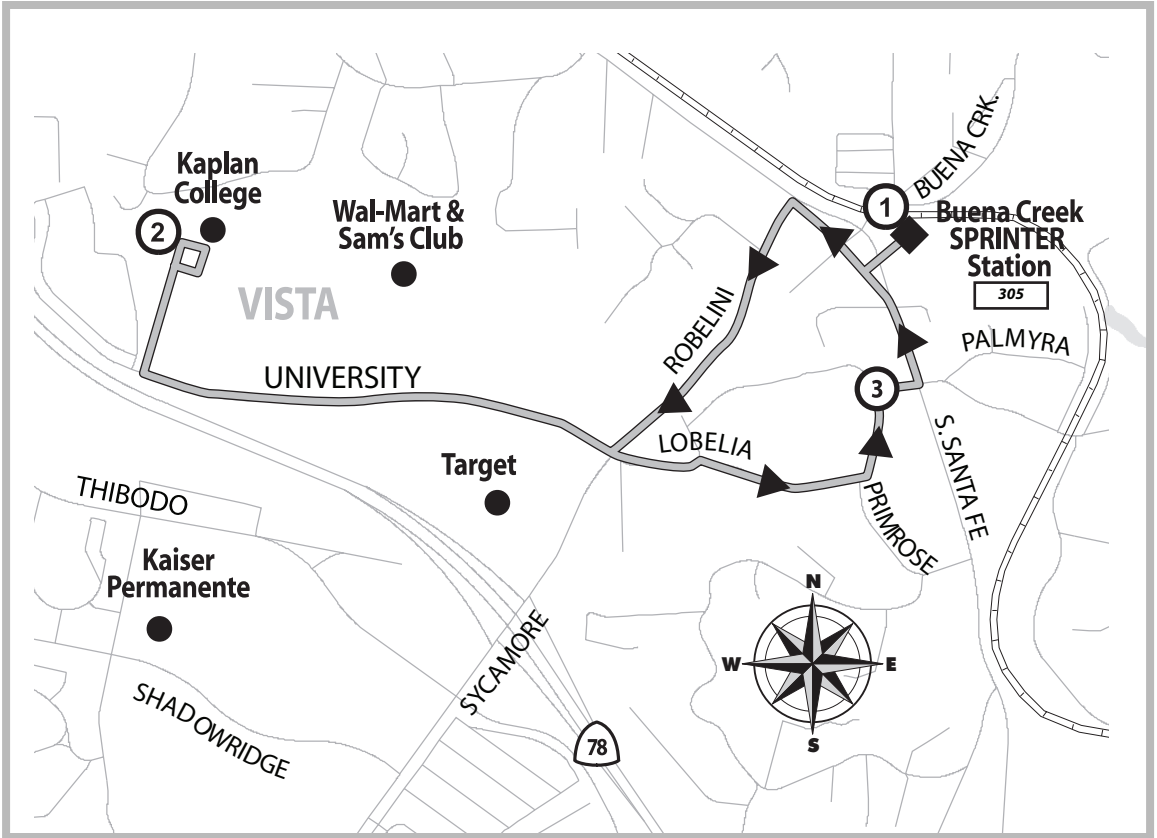 BUENA CRK.
Kaplan
College
1
2
Wal-Mart &
Sam's Club
Buena Creek
SPRINTER
Station
305
VISTA
ROBELINI
PALMYRA
UNIVERSITY
3
LOBELIA
S. SANTA FE
Target
THIBODO
PRIMROSE
Kaiser
Permanente
N
W
E
S
SYCAMORE
SHADOWRIDGE
78